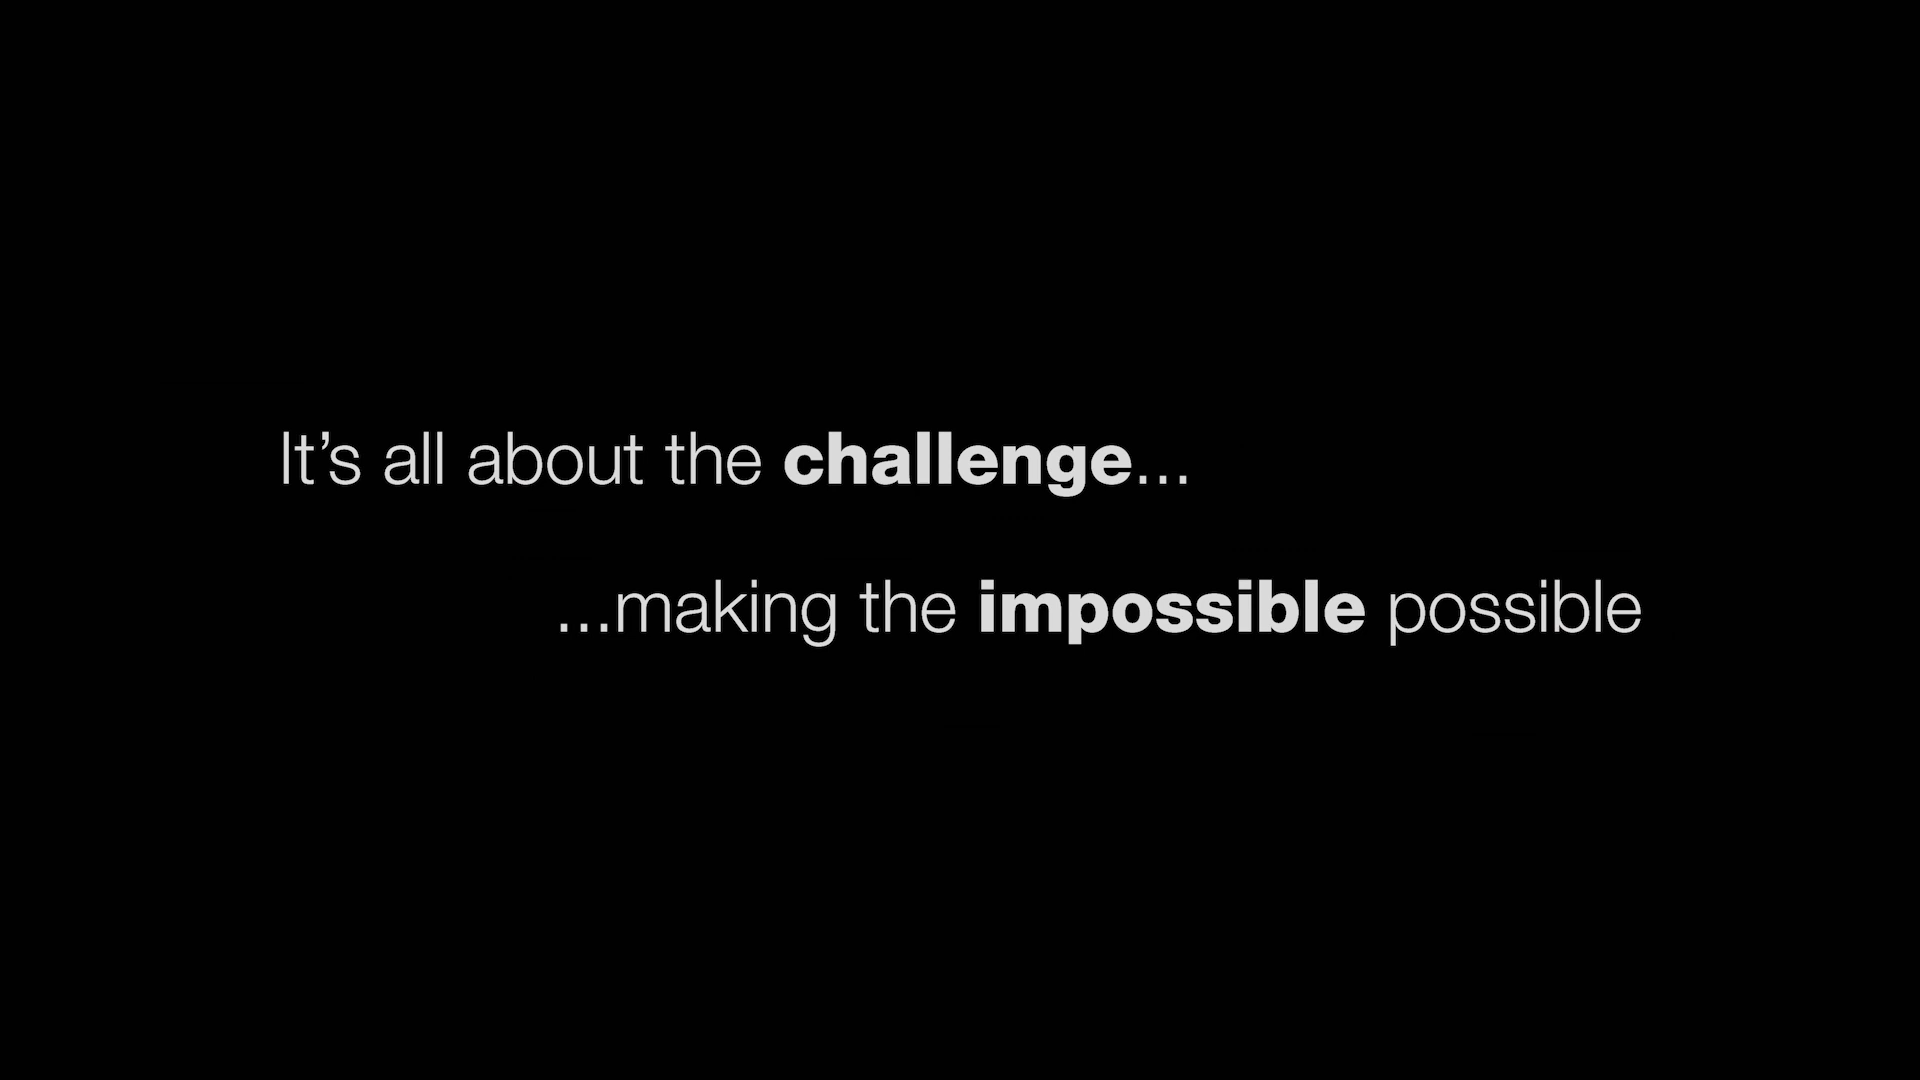 It’s all about the challenge...
...making the impossible possible